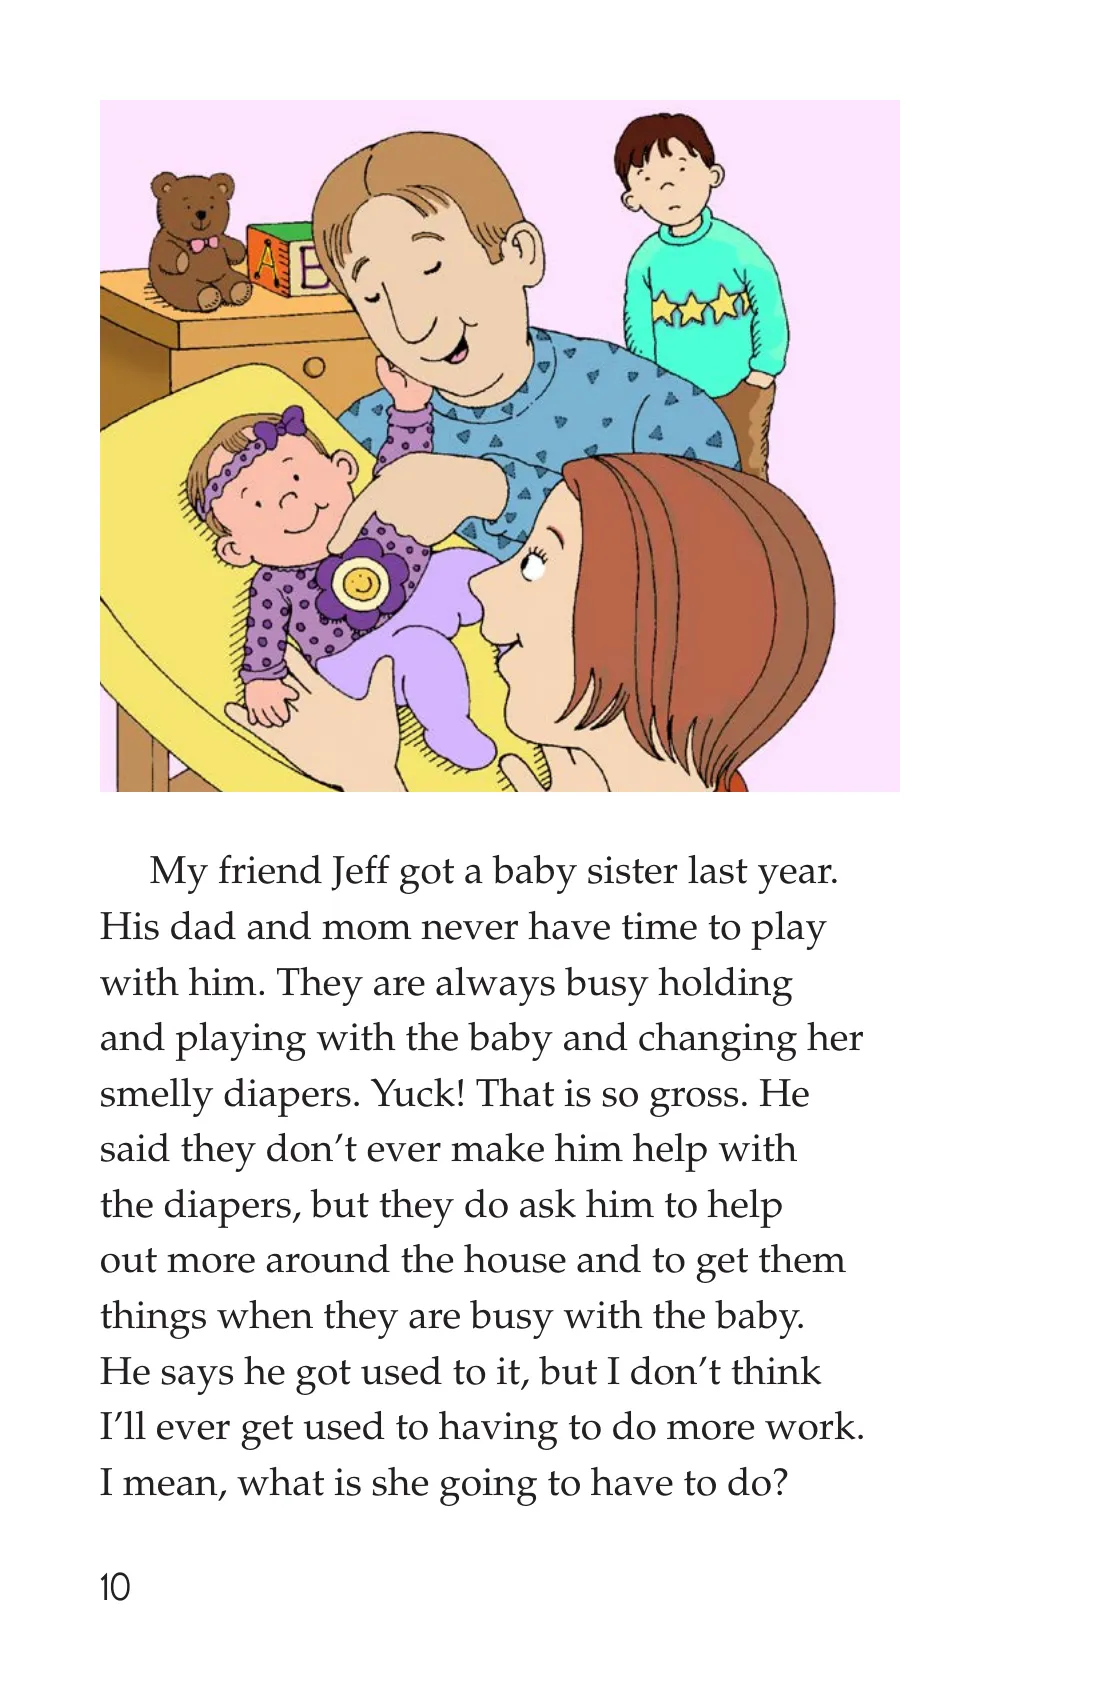 A B
My friend Jeff got a baby sister last year.
His dad and mom never have time to play
with him. They are always busy holding
and playing with the baby and changing her
smelly diapers. Yuck! That is so gross. He
said they don’t ever make him help with
the diapers, but they do ask him to help
out more around the house and to get them
things when they are busy with the baby.
He says he got used to it, but I don’t think
I’ll ever get used to having to do more work.
I mean, what is she going to have to do?
10